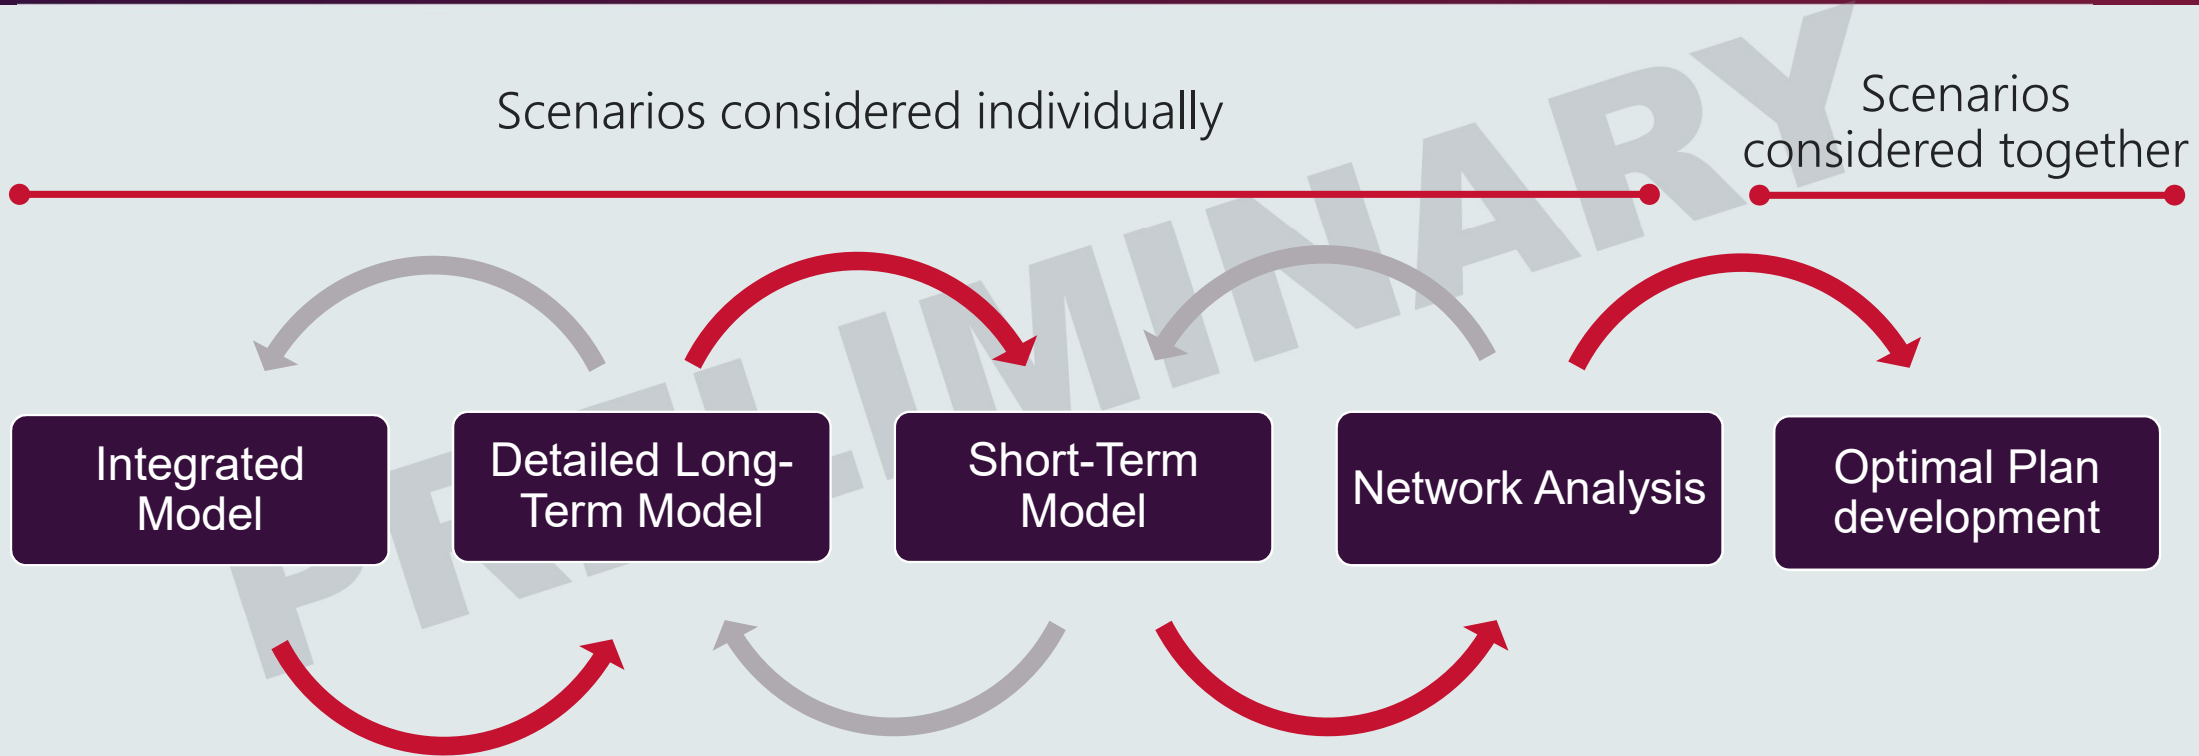 Scenarios considered individually
Scenarios
considered together
PRELIMINARY
Integrated
Model
Detailed Long-
Term Model
Short-Term
Model
Network Analysis
Optimal Plan
development